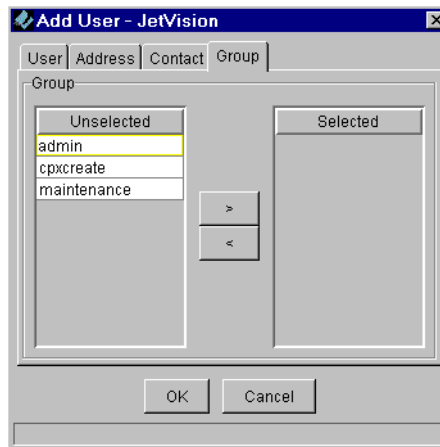 Add User - JetVision
User Address Contact Group
Group
Unselected Selected
admin
cpxcreate
maintenance
>
<
OK Cancel